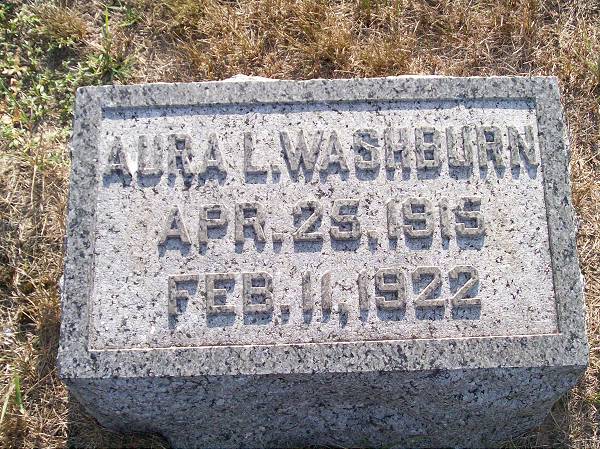 AURA L. WASHBURN
APR. 25. 1915
FEB. 11, 1922